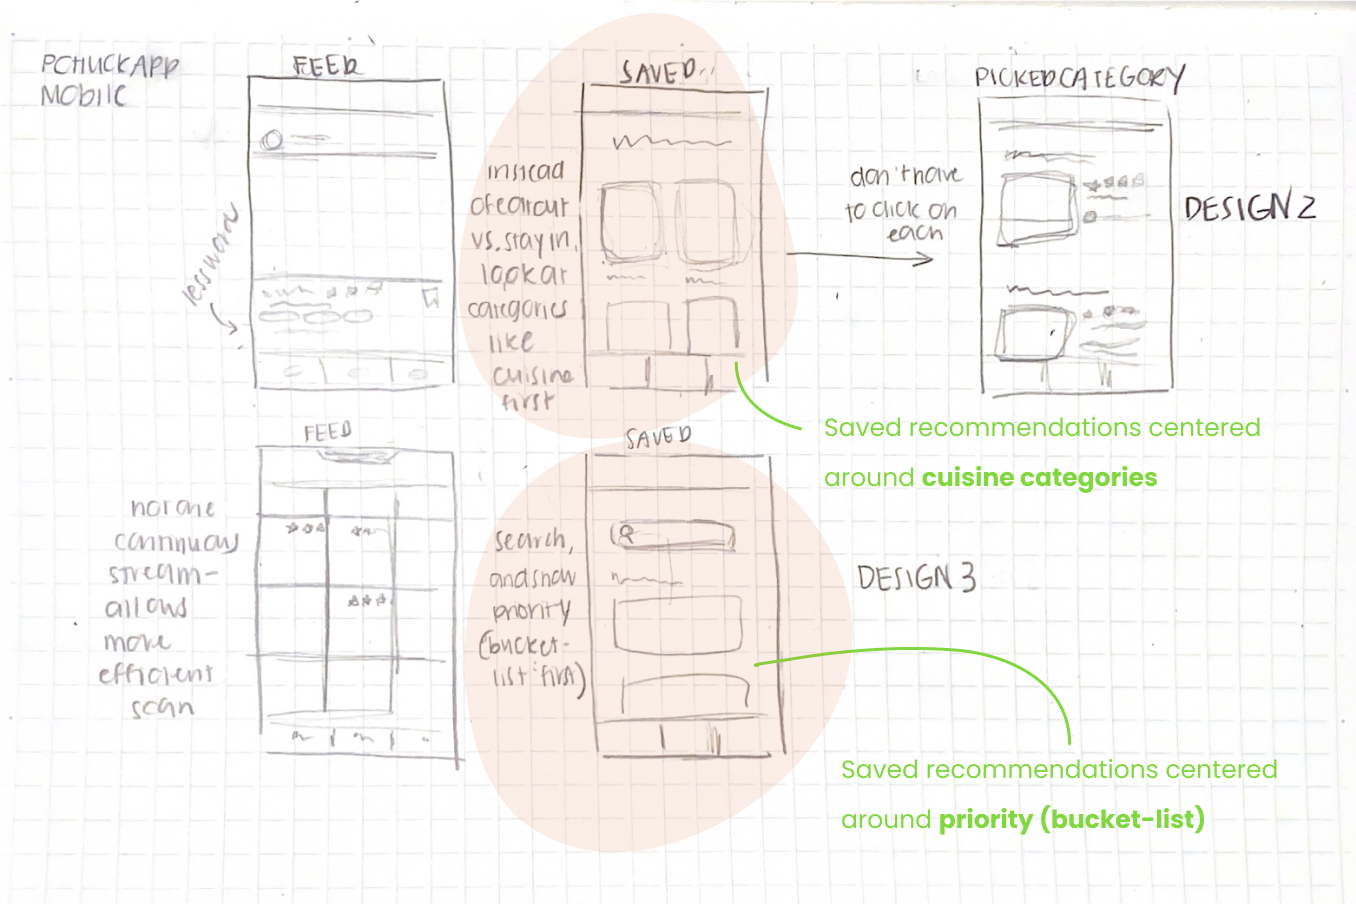 PCHUCK APP
MOBILE
FEED
SAVED
PICKED CATEGORY
instead
of eat out
vs. stay in,
look at
categories
like
cuisine
first
don't have
to click on
each
DESIGN 2
less words
Saved recommendations centered
around cuisine categories
FEED
SAVED
not one
continuous
stream-
allows
more
efficient
scan
search,
and show
priority
(bucket-
list first)
DESIGN 3
Saved recommendations centered
around priority (bucket-list)